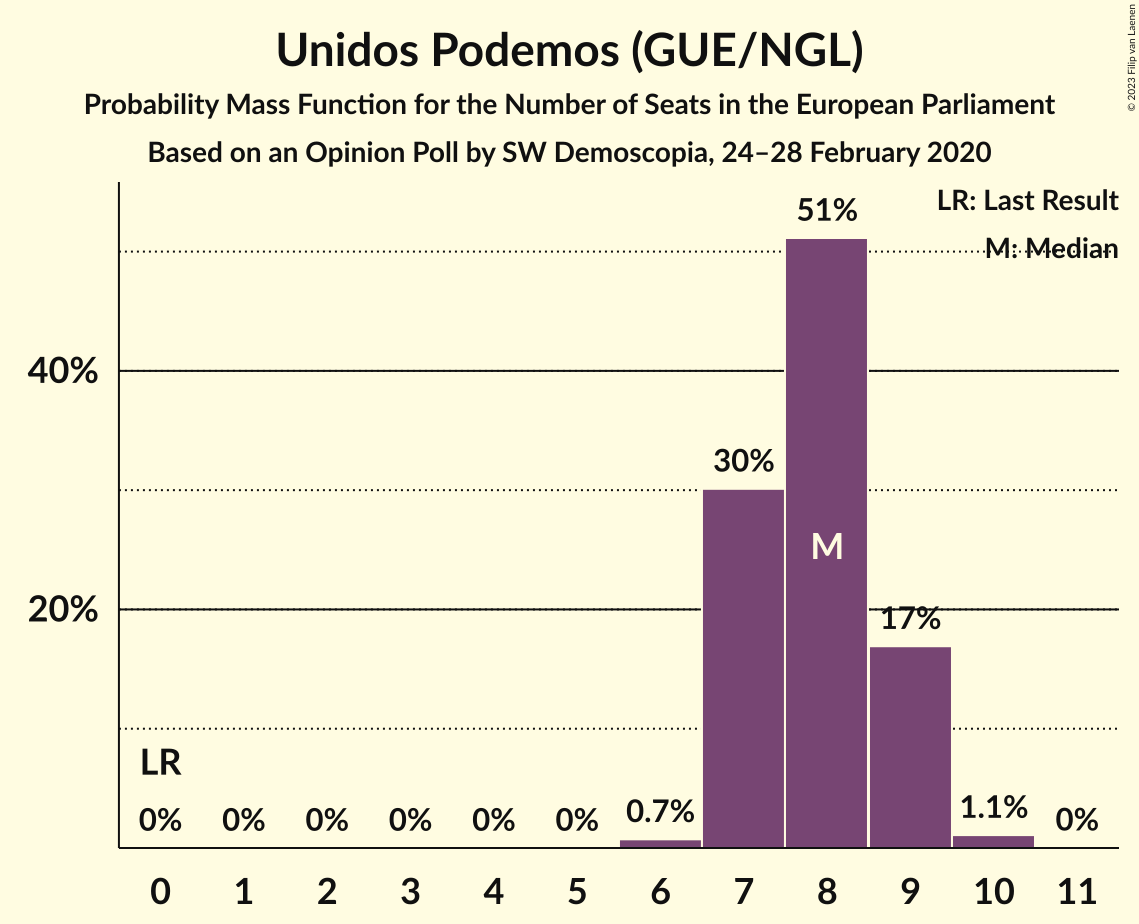 Unidos Podemos (GUE/NGL)
Probability Mass Function for the Number of Seats in the European Parliament
Based on an Opinion Poll by SW Demoscopia, 24–28 February 2020
© 2023 Filip van Laenen
LR: Last Result
M: Median
51%
40%
30%
M
20%
17%
LR
0% 0% 0% 0% 0% 0% 0.7% 1.1% 0%
0 1 2 3 4 5 6 7 8 9 10 11